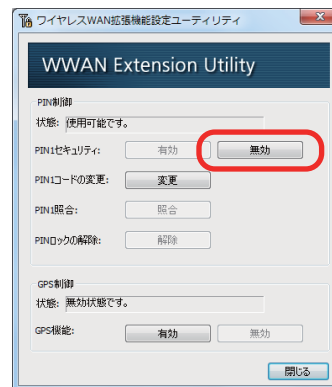 ワイヤレスWAN拡張機能設定ユーティリティ
WWAN Extension Utility
PIN制御
状態: 使用可能です。
PIN1セキュリティ: 有効 無効
PIN1コードの変更: 変更
PIN1照合: 照合
PINロックの解除: 解除
GPS制御
状態: 無効状態です。
GPS機能: 有効 無効
閉じる